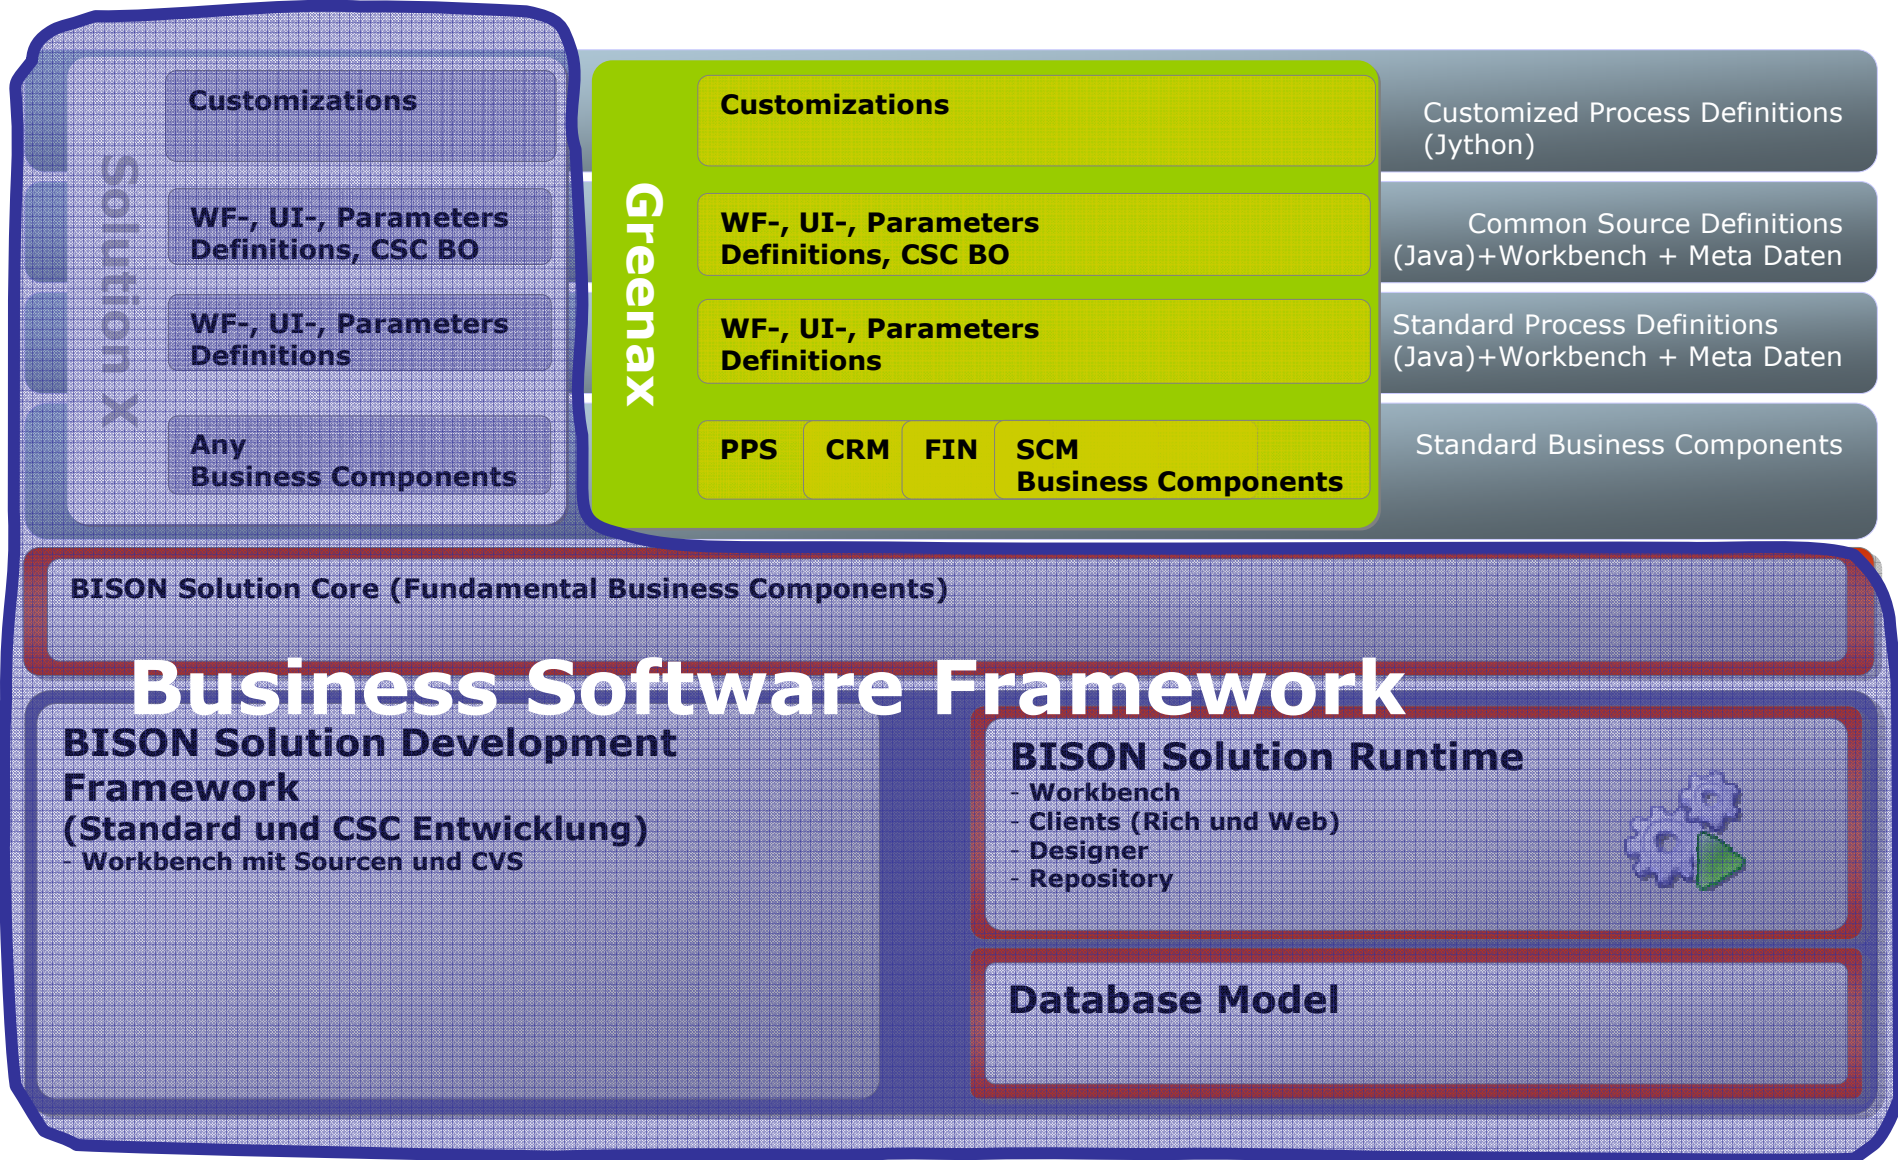 Solution X
Customizations
WF-, UI-, Parameters
Definitions, CSC BO
WF-, UI-, Parameters
Definitions
Any
Business Components
Greenax
Customizations
WF-, UI-, Parameters
Definitions, CSC BO
WF-, UI-, Parameters
Definitions
PPS
CRM
FIN
SCM
Business Components
Customized Process Definitions
(Jython)
Common Source Definitions
(Java)+Workbench + Meta Daten
Standard Process Definitions
(Java)+Workbench + Meta Daten
Standard Business Components
BISON Solution Core (Fundamental Business Components)
Business Software Framework
BISON Solution Development
Framework
(Standard und CSC Entwicklung)
- Workbench mit Sourcen und CVS
BISON Solution Runtime
- Workbench
- Clients (Rich und Web)
- Designer
- Repository
Database Model